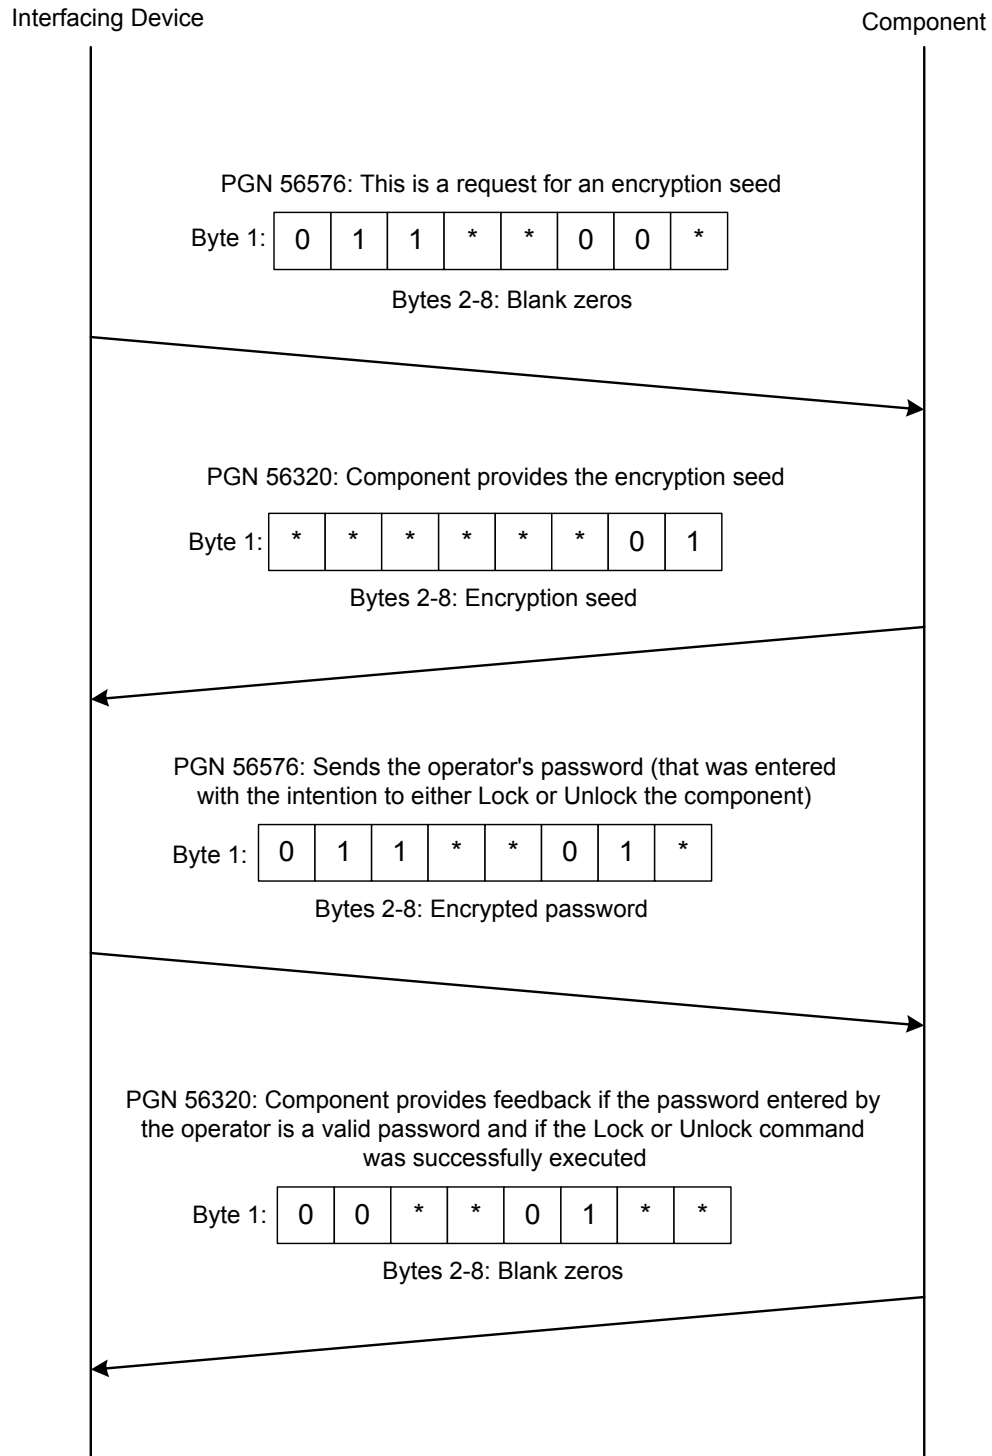 Interfacing Device
Component
PGN 56576: This is a request for an encryption seed
Byte 1: 0 1 1 * * 0 0 *
Bytes 2-8: Blank zeros
PGN 56320: Component provides the encryption seed
Byte 1: * * * * * * 0 1
Bytes 2-8: Encryption seed
PGN 56576: Sends the operator's password (that was entered
with the intention to either Lock or Unlock the component)
Byte 1: 0 1 1 * * 0 1 *
Bytes 2-8: Encrypted password
PGN 56320: Component provides feedback if the password entered by
the operator is a valid password and if the Lock or Unlock command
was successfully executed
Byte 1: 0 0 * * 0 1 * *
Bytes 2-8: Blank zeros